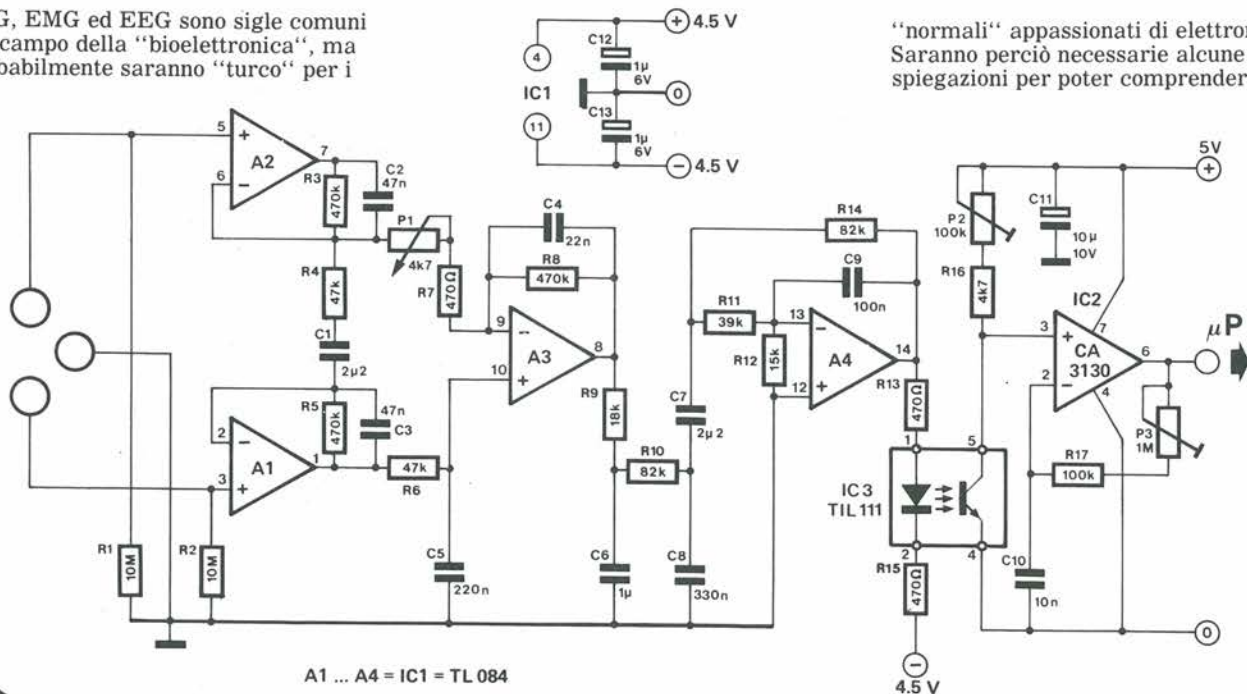 G, EMG ed EEG sono sigle comuni
campo della “bioelettronica“, ma
babilmente saranno “turco“ per i
“normali“ appassionati di elettron
Saranno perciò necessarie alcune
spiegazioni per poter comprender
+ 4.5 V
C12
1µ
6V
4
IC1
0
11
C13
1µ
6V
− 4.5 V
5
+
A2
7
6
−
R3
470k
C2
47n
P1
4k7
R4
47k
R7
470Ω
C1
2µ2
C4
22n
R8
470k
9
−
A3
8
10
+
R5
470k
47n
C3
2
−
A1
1
3
+
47k
R6
R1
10M
R2
10M
C5
220n
R9
18k
R10
82k
C6
1µ
C8
330n
C7
2µ2
R14
82k
C9
100n
R11
39k
R12
15k
13
−
A4
14
12
+
R13
470Ω
1
5
IC3
TIL 111
2
4
R15
470Ω
−
4.5 V
5V
+
P2
100k
C11
10µ
10V
R16
4k7
IC2
3
+
7
CA
3130
6
2
−
4
µP
P3
1M
R17
100k
C10
10n
0
A1 ... A4 = IC1 = TL 084